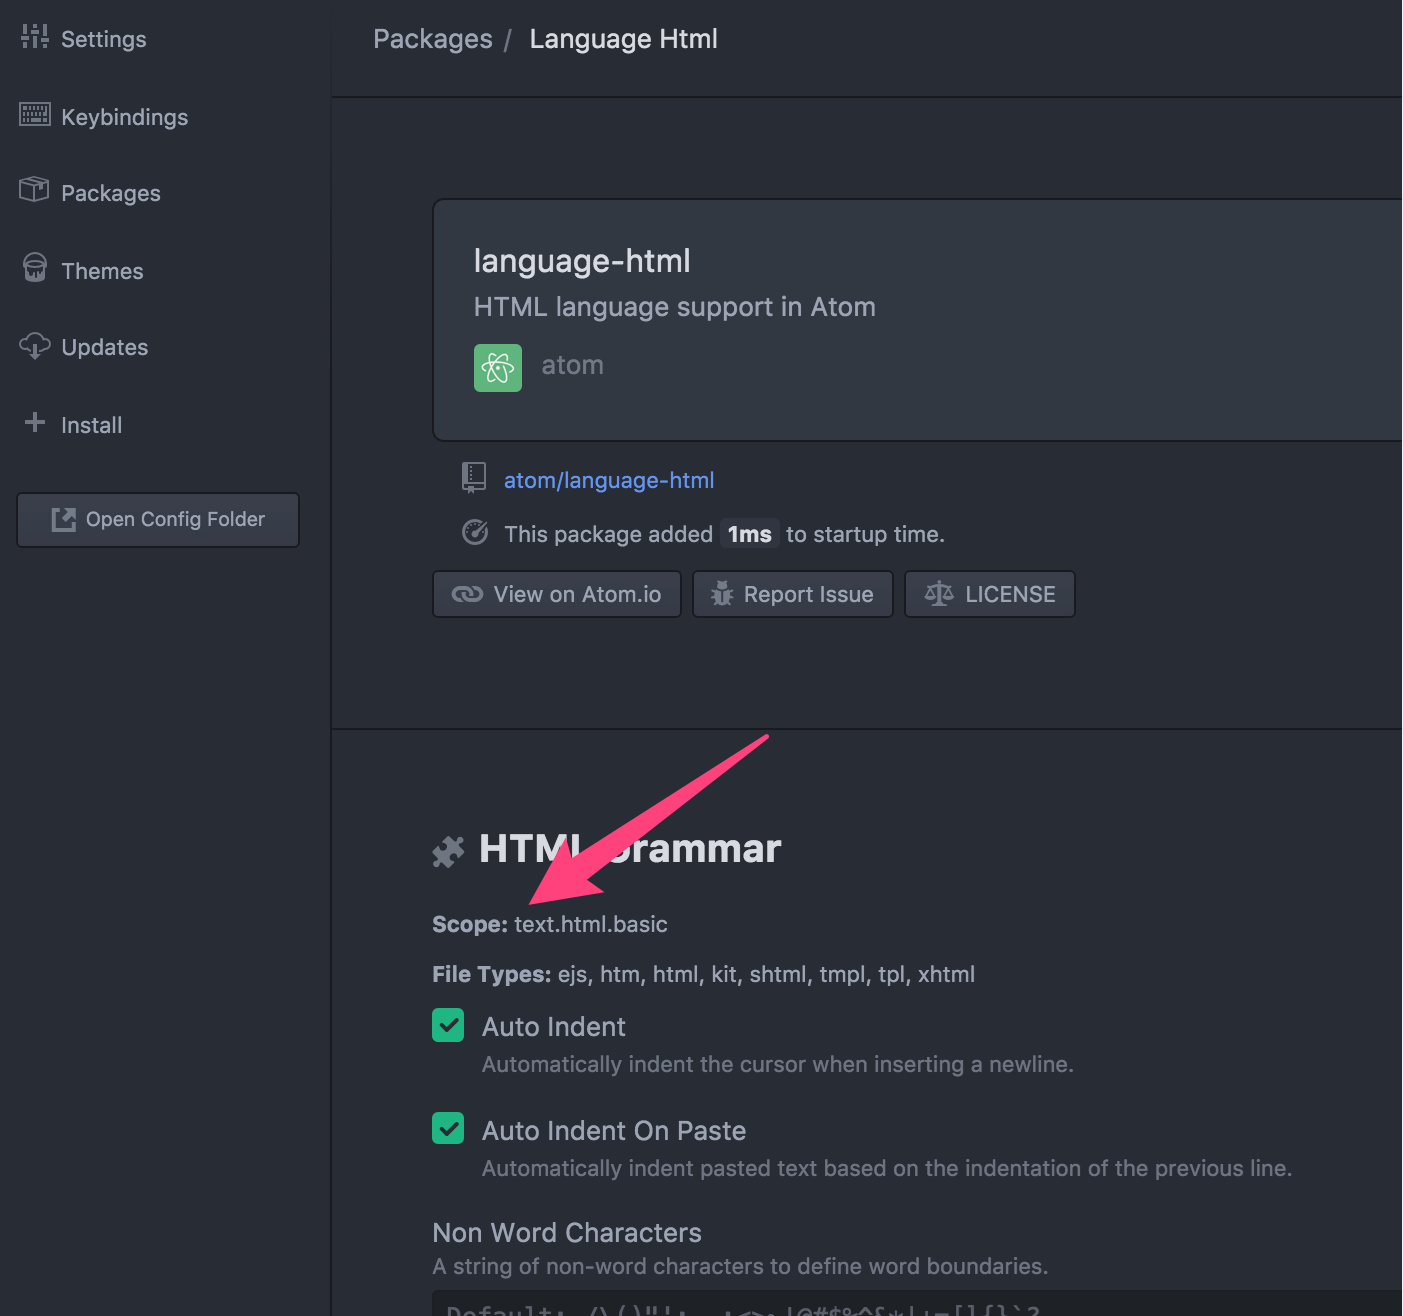 Settings
Keybindings
Packages
Themes
Updates
Install
Open Config Folder
Packages / Language Html
language-html
HTML language support in Atom
atom
atom/language-html
This package added 1ms to startup time.
View on Atom.io
Report Issue
LICENSE
HTML Grammar
Scope: text.html.basic
File Types: ejs, htm, html, kit, shtml, tmpl, tpl, xhtml
Auto Indent
Automatically indent the cursor when inserting a newline.
Auto Indent On Paste
Automatically indent pasted text based on the indentation of the previous line.
Non Word Characters
A string of non-word characters to define word boundaries.
Default: